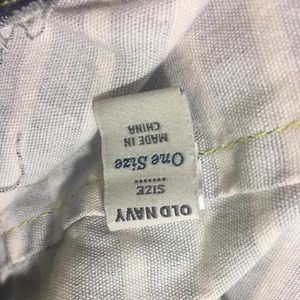 OLD NAVY
SIZE
One Size
MADE IN
CHINA